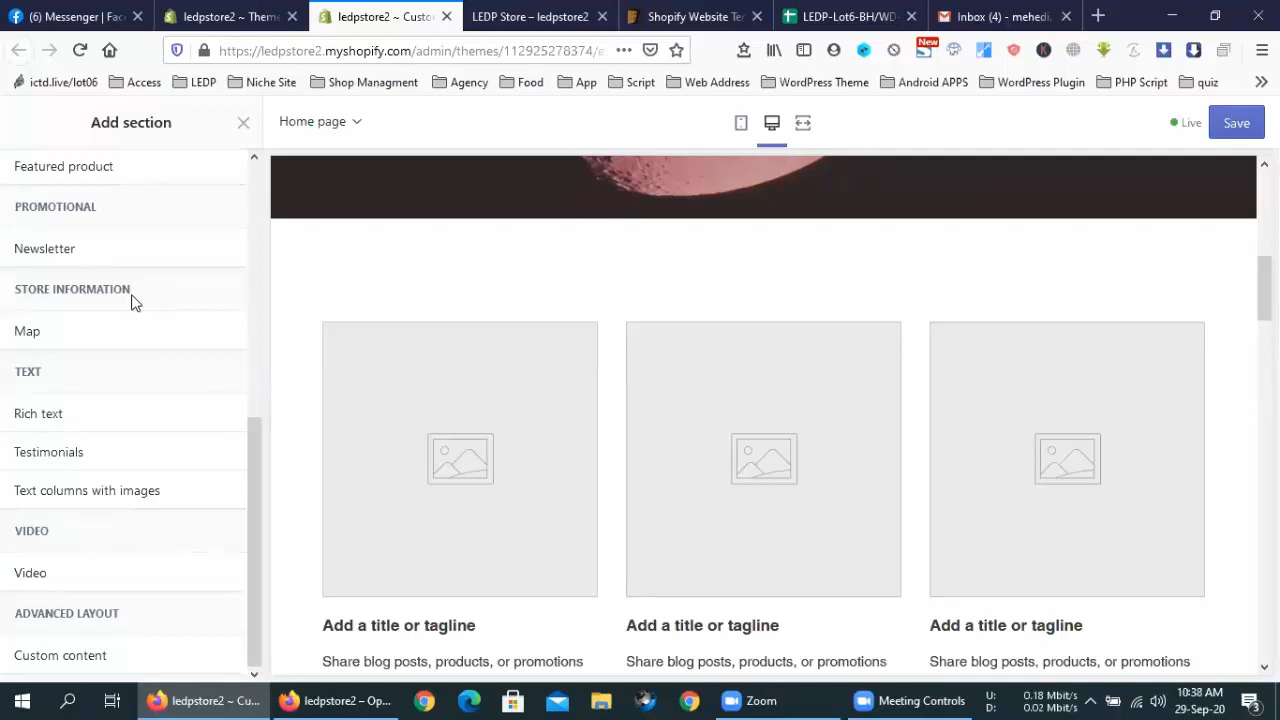 (6) Messenger | Fac
ledpstore2 ~ Theme
ledpstore2 ~ Custo
LEDP Store – ledpstore2
Shopify Website Ter
LEDP-Lot6-BH/WD-
Inbox (4) - mehedi.
https://ledpstore2.myshopify.com/admin/themes/112925278374/e
New
ictd.live/lot06
Access
LEDP
Niche Site
Shop Managment
Agency
Food
App
Script
Web Address
WordPress Theme
Android APPS
WordPress Plugin
PHP Script
quiz
Add section
Home page
Live
Save
Featured product
PROMOTIONAL
Newsletter
STORE INFORMATION
Map
TEXT
Rich text
Testimonials
Text columns with images
VIDEO
Video
ADVANCED LAYOUT
Custom content
Add a title or tagline
Add a title or tagline
Add a title or tagline
Share blog posts, products, or promotions
Share blog posts, products, or promotions
Share blog posts, products, or promotions
ledpstore2 ~ Cu...
ledpstore2 – Op...
Zoom
Meeting Controls
U: 0.18 Mbit/s
D: 0.02 Mbit/s
10:38 AM
29-Sep-20
3